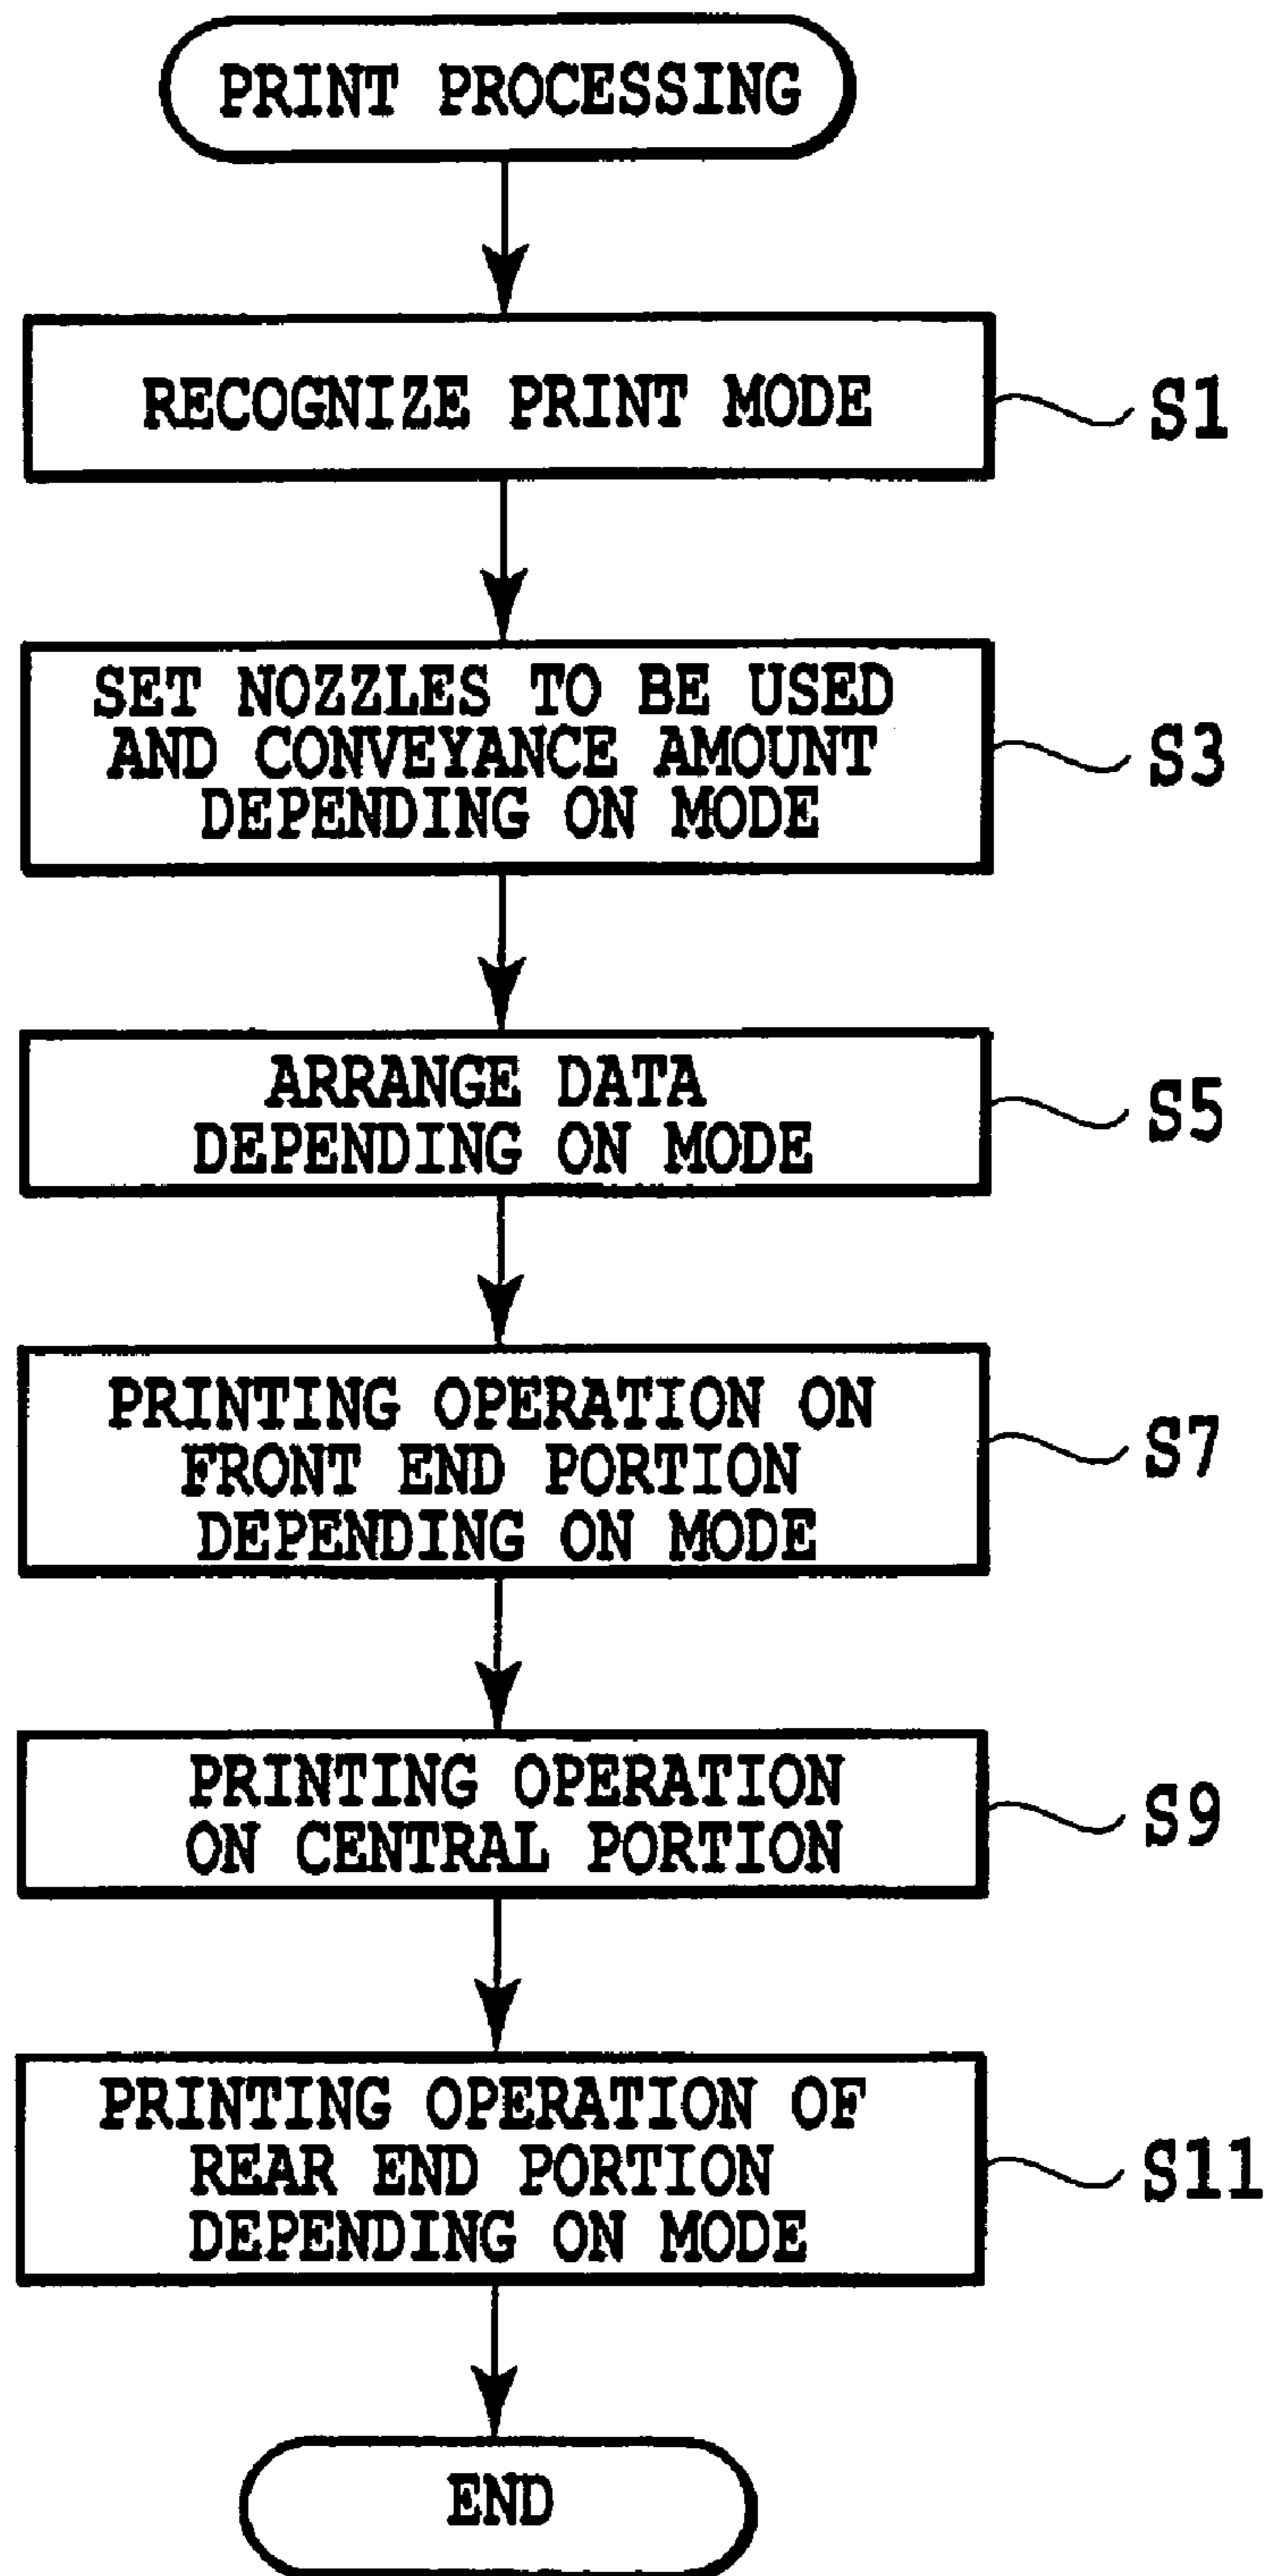 PRINT PROCESSING
RECOGNIZE PRINT MODE
S1
SET NOZZLES TO BE USED
AND CONVEYANCE AMOUNT
DEPENDING ON MODE
S3
ARRANGE DATA
DEPENDING ON MODE
S5
PRINTING OPERATION ON
FRONT END PORTION
DEPENDING ON MODE
S7
PRINTING OPERATION
ON CENTRAL PORTION
S9
PRINTING OPERATION OF
REAR END PORTION
DEPENDING ON MODE
S11
END